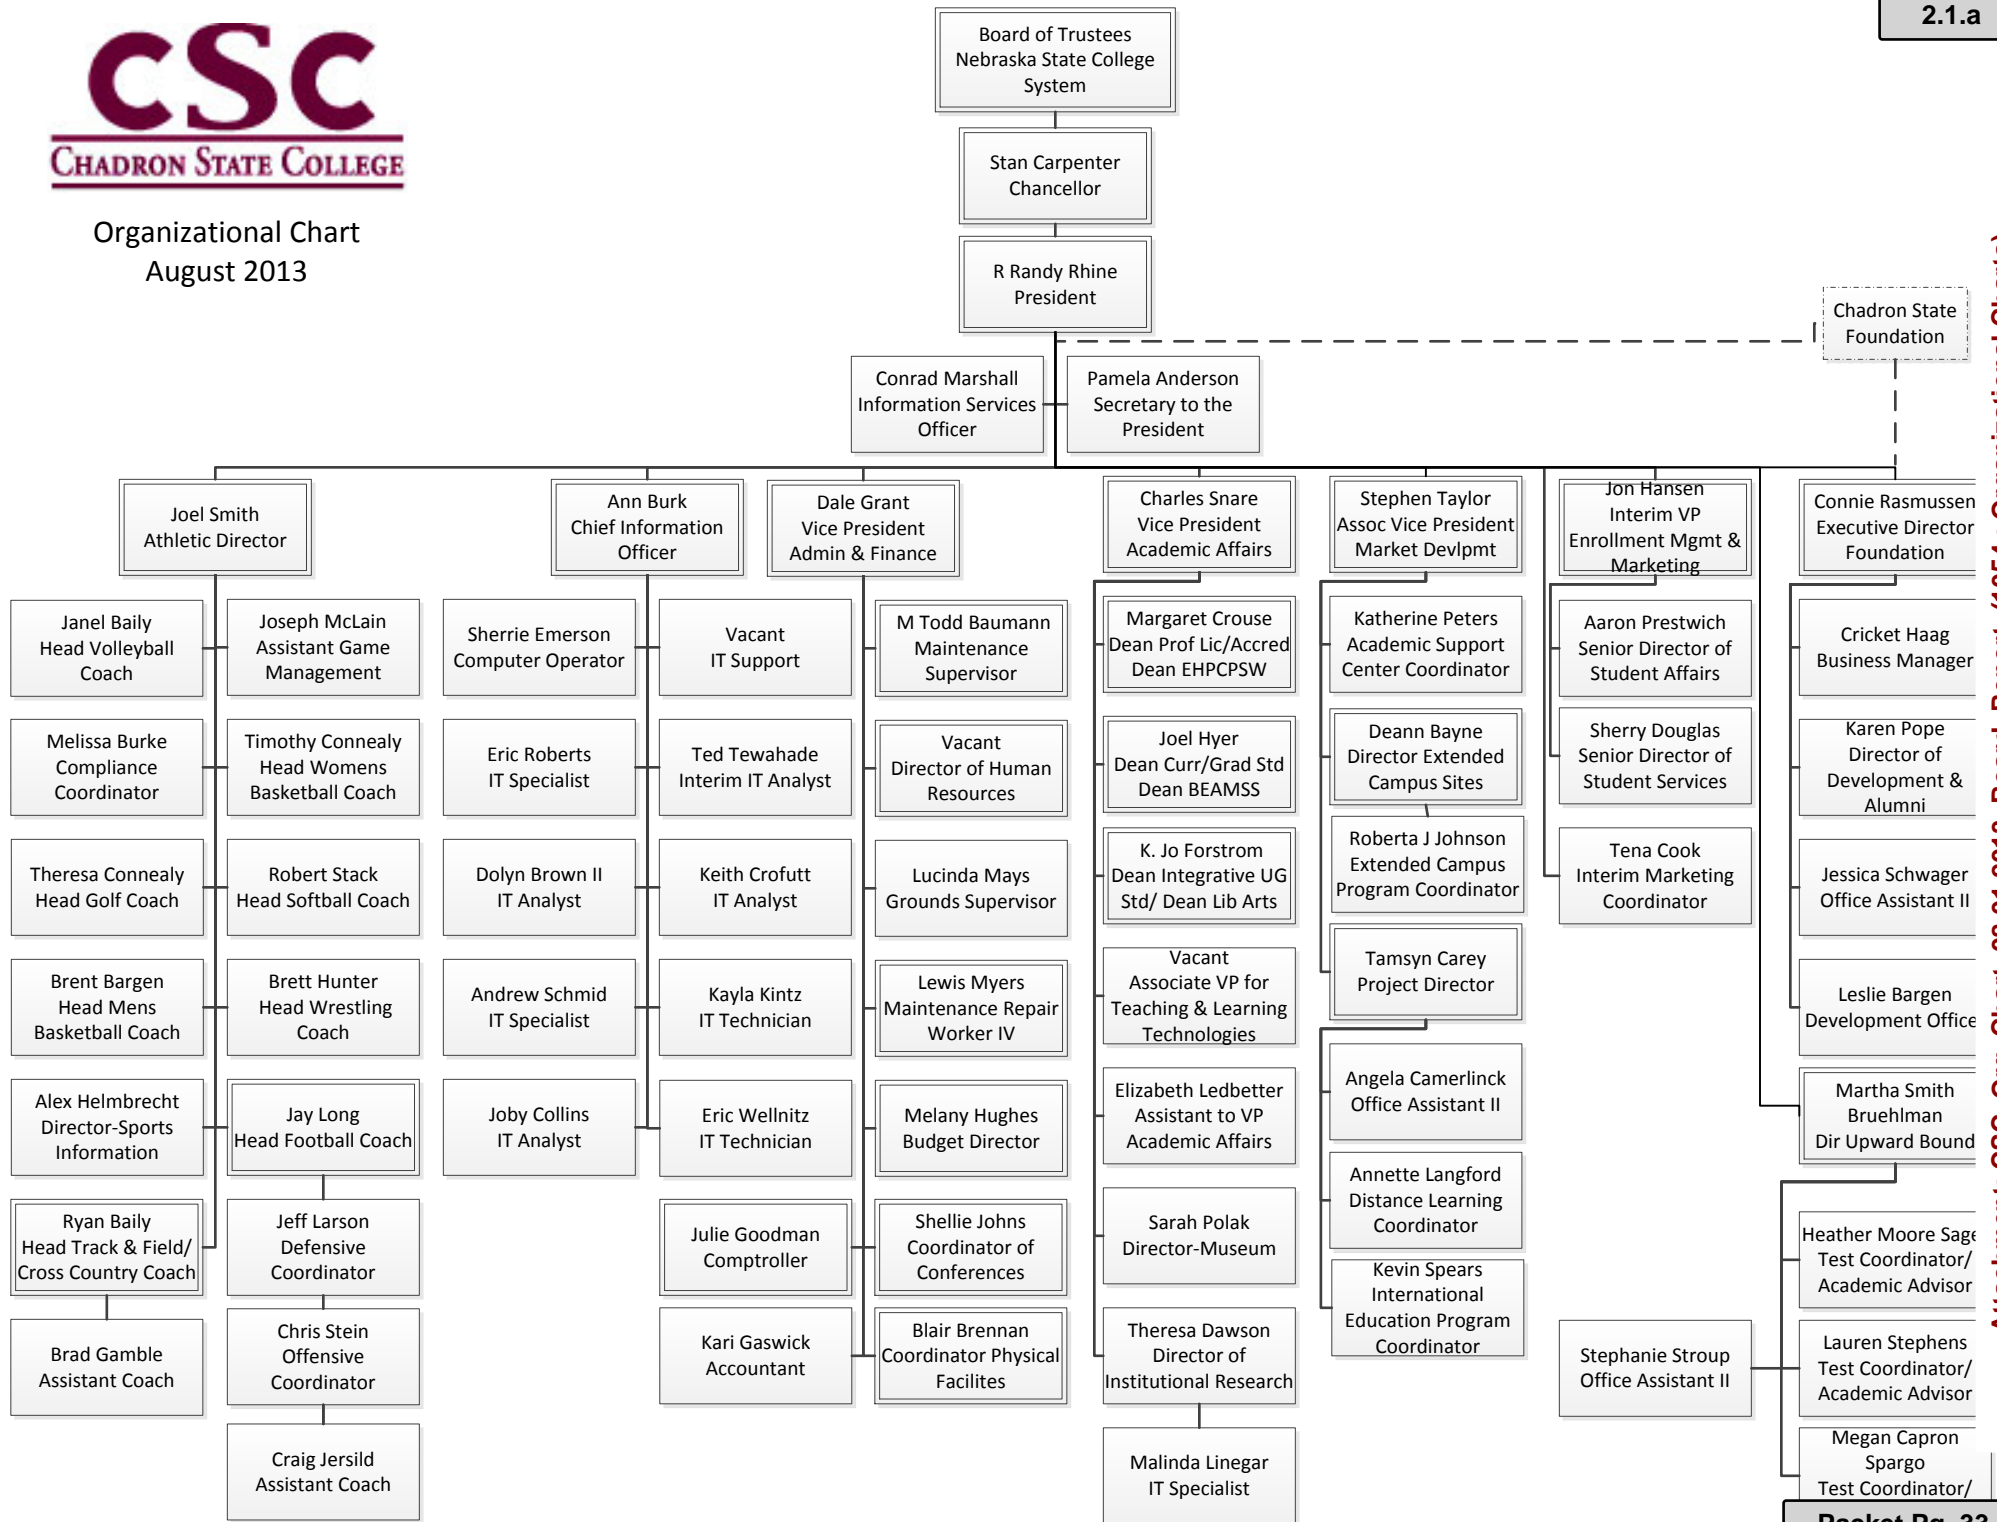 2.1.a
CSC
CHADRON STATE COLLEGE
Organizational Chart
August 2013
Board of Trustees
Nebraska State College
System
Stan Carpenter
Chancellor
R Randy Rhine
President
Chadron State
Foundation
Conrad Marshall
Information Services
Officer
Pamela Anderson
Secretary to the
President
Joel Smith
Athletic Director
Ann Burk
Chief Information
Officer
Dale Grant
Vice President
Admin & Finance
Charles Snare
Vice President
Academic Affairs
Stephen Taylor
Assoc Vice President
Market Devlpmt
Jon Hansen
Interim VP
Enrollment Mgmt &
Marketing
Connie Rasmussen
Executive Director
Foundation
Janel Baily
Head Volleyball
Coach
Joseph McLain
Assistant Game
Management
Sherrie Emerson
Computer Operator
Vacant
IT Support
M Todd Baumann
Maintenance
Supervisor
Margaret Crouse
Dean Prof Lic/Accred
Dean EHPCPSW
Katherine Peters
Academic Support
Center Coordinator
Aaron Prestwich
Senior Director of
Student Affairs
Cricket Haag
Business Manager
Melissa Burke
Compliance
Coordinator
Timothy Connealy
Head Womens
Basketball Coach
Eric Roberts
IT Specialist
Ted Tewahade
Interim IT Analyst
Vacant
Director of Human
Resources
Joel Hyer
Dean Curr/Grad Std
Dean BEAMSS
Deann Bayne
Director Extended
Campus Sites
Sherry Douglas
Senior Director of
Student Services
Karen Pope
Director of
Development &
Alumni
Theresa Connealy
Head Golf Coach
Robert Stack
Head Softball Coach
Dolyn Brown II
IT Analyst
Keith Crofutt
IT Analyst
Lucinda Mays
Grounds Supervisor
K. Jo Forstrom
Dean Integrative UG
Std/ Dean Lib Arts
Roberta J Johnson
Extended Campus
Program Coordinator
Tena Cook
Interim Marketing
Coordinator
Jessica Schwager
Office Assistant II
Brent Bargen
Head Mens
Basketball Coach
Brett Hunter
Head Wrestling
Coach
Andrew Schmid
IT Specialist
Kayla Kintz
IT Technician
Lewis Myers
Maintenance Repair
Worker IV
Vacant
Associate VP for
Teaching & Learning
Technologies
Tamsyn Carey
Project Director
Leslie Bargen
Development Office
Alex Helmbrecht
Director-Sports
Information
Jay Long
Head Football Coach
Joby Collins
IT Analyst
Eric Wellnitz
IT Technician
Melany Hughes
Budget Director
Elizabeth Ledbetter
Assistant to VP
Academic Affairs
Angela Camerlinck
Office Assistant II
Martha Smith
Bruehlman
Dir Upward Bound
Ryan Baily
Head Track & Field/
Cross Country Coach
Jeff Larson
Defensive
Coordinator
Julie Goodman
Comptroller
Shellie Johns
Coordinator of
Conferences
Sarah Polak
Director-Museum
Annette Langford
Distance Learning
Coordinator
Heather Moore Sage
Test Coordinator/
Academic Advisor
Brad Gamble
Assistant Coach
Chris Stein
Offensive
Coordinator
Kari Gaswick
Accountant
Blair Brennan
Coordinator Physical
Facilites
Theresa Dawson
Director of
Institutional Research
Kevin Spears
International
Education Program
Coordinator
Stephanie Stroup
Office Assistant II
Lauren Stephens
Test Coordinator/
Academic Advisor
Craig Jersild
Assistant Coach
Malinda Linegar
IT Specialist
Megan Capron
Spargo
Test Coordinator/
Packet Pg. 33